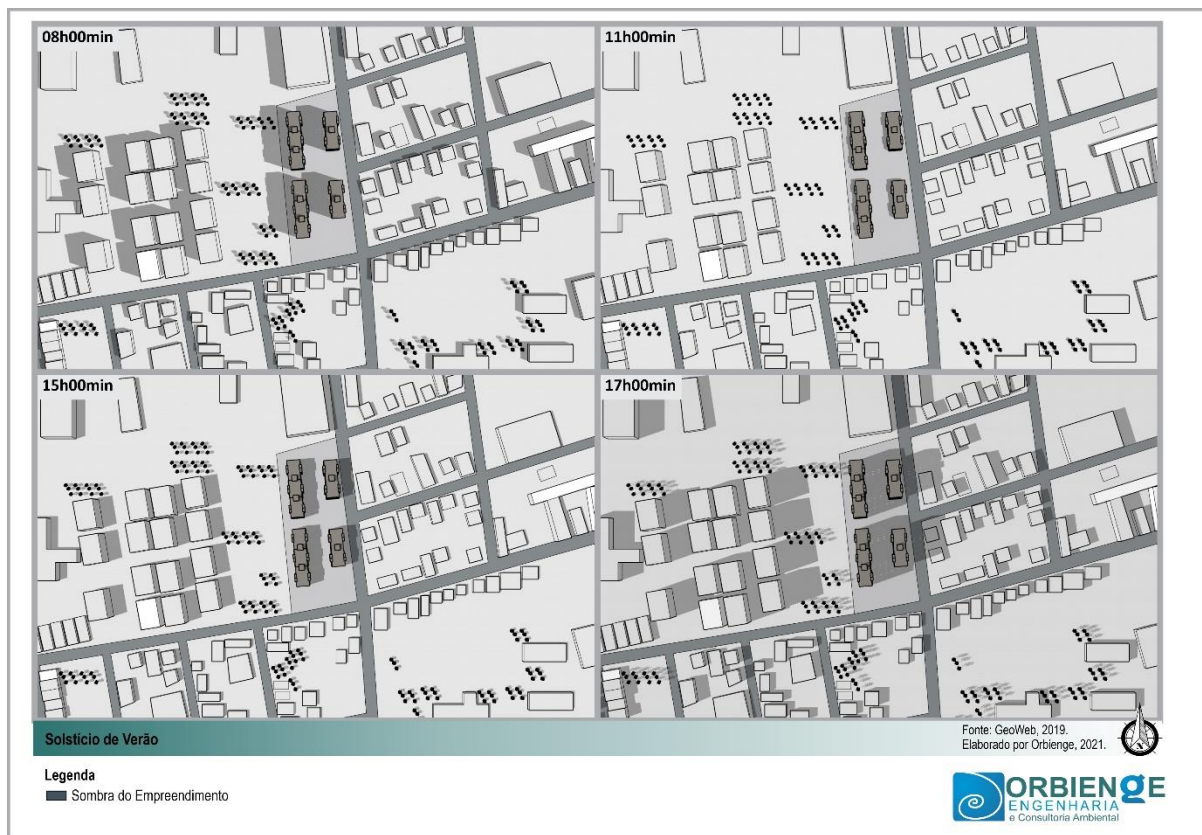 08h00min
11h00min
15h00min
17h00min
Solstício de Verão
Fonte: GeoWeb, 2019.
Elaborado por Orbienge, 2021.
N
Legenda
Sombra do Empreendimento
ORBIENGE
ENGENHARIA
e Consultoria Ambiental